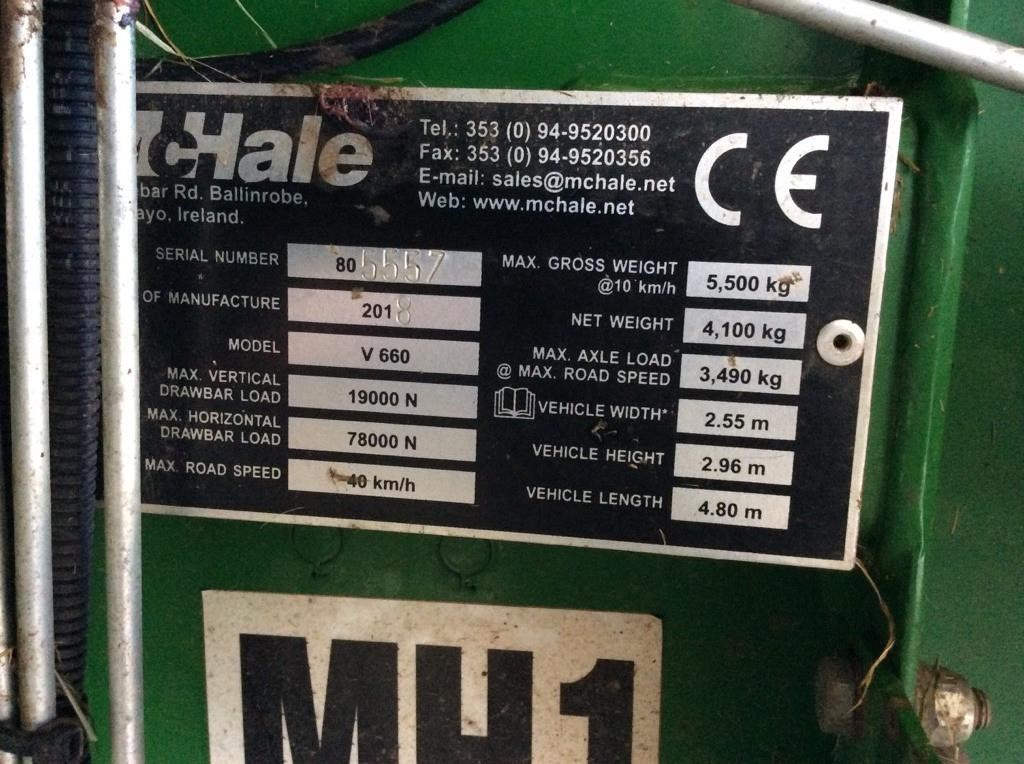 McHale
bar Rd. Ballinrobe,
ayo, Ireland.
Tel.: 353 (0) 94-9520300
Fax: 353 (0) 94-9520356
E-mail: sales@mchale.net
Web: www.mchale.net
CE
SERIAL NUMBER 805557
OF MANUFACTURE 2018
MODEL V 660
MAX. VERTICAL
DRAWBAR LOAD 19000 N
MAX. HORIZONTAL
DRAWBAR LOAD 78000 N
MAX. ROAD SPEED 40 km/h
MAX. GROSS WEIGHT
@10 km/h 5,500 kg
NET WEIGHT 4,100 kg
MAX. AXLE LOAD
@ MAX. ROAD SPEED 3,490 kg
VEHICLE WIDTH* 2.55 m
VEHICLE HEIGHT 2.96 m
VEHICLE LENGTH 4.80 m
MH1